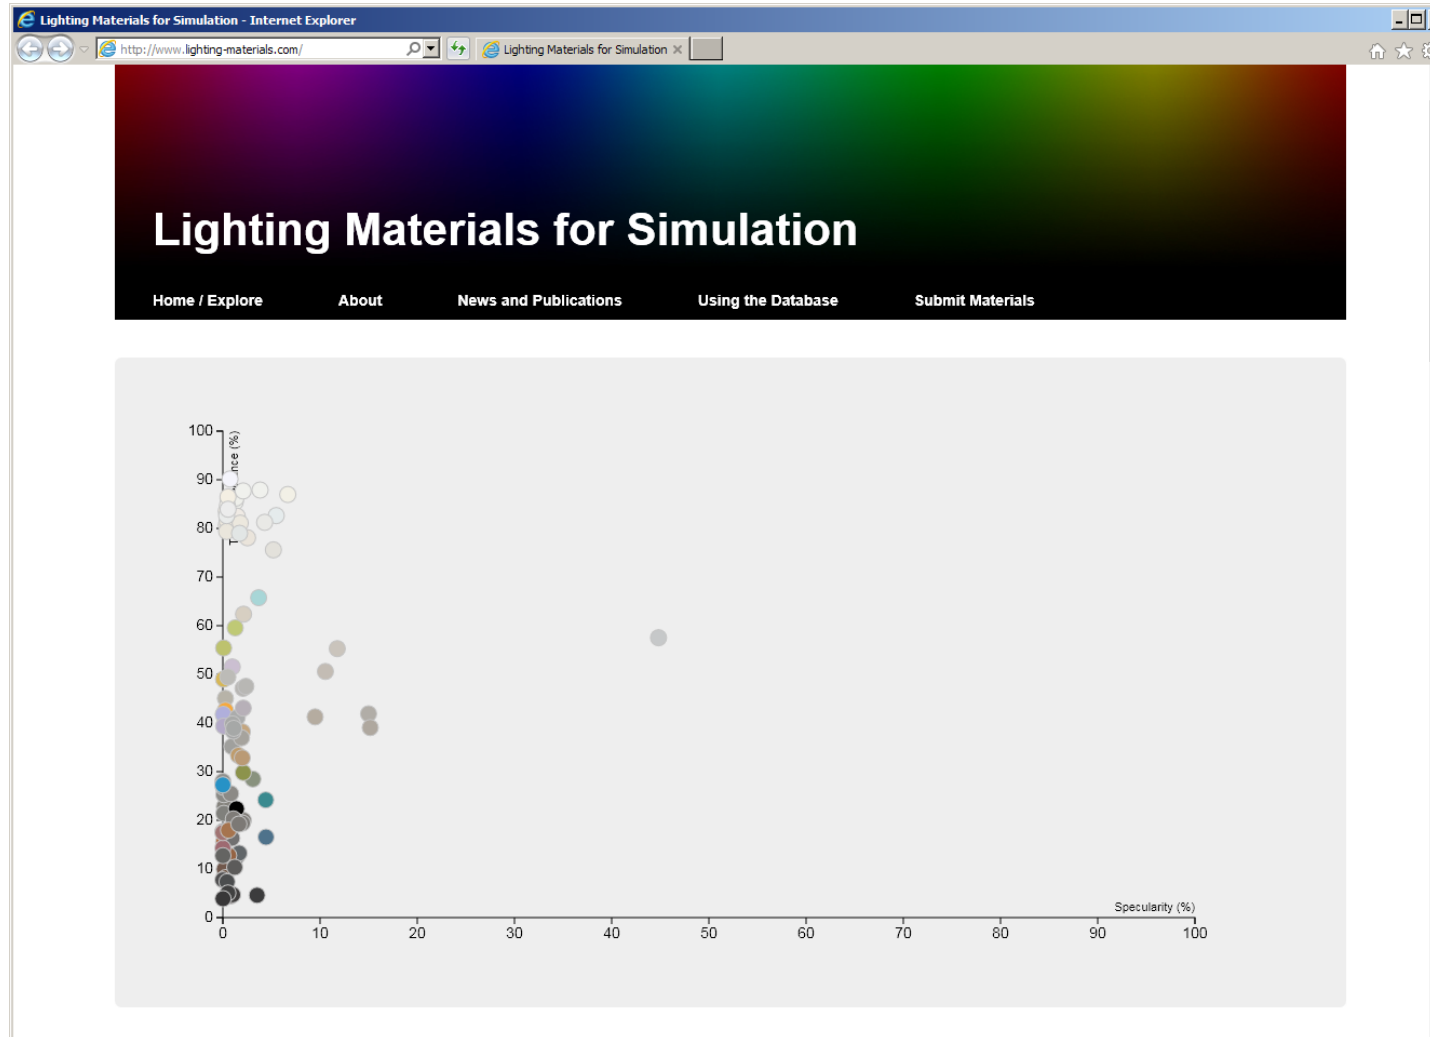 Lighting Materials for Simulation - Internet Explorer
http://www.lighting-materials.com/
Lighting Materials for Simulation
Lighting Materials for Simulation
Home / Explore About News and Publications Using the Database Submit Materials
100
90
80
70
60
50
40
30
20
10
0
(%)
Specularity (%)
0 10 20 30 40 50 60 70 80 90 100